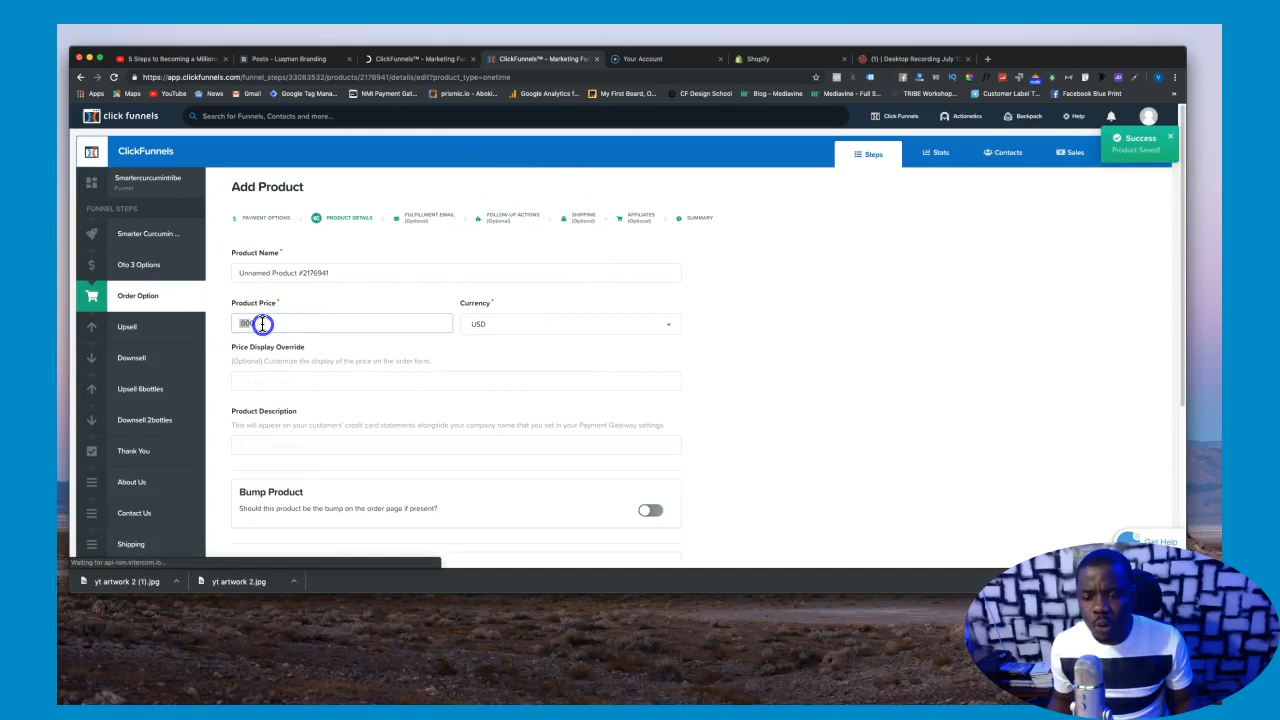 5 Steps to Becoming a Million
Posts – Luqman Branding
ClickFunnels™ - Marketing Fu
ClickFunnels™ - Marketing Fu
Your Account
Shopify
(1) | Desktop Recording July 1
https://app.clickfunnels.com/funnel_steps/33083532/products/2176941/details/edit?product_type=onetime
Apps
Maps
YouTube
News
Gmail
Google Tag Mana...
NMI Payment Gat...
prismic.io - Aboki...
Google Analytics f...
My First Board, O...
CF Design School
Blog - Mediavine
Mediavine - Full S...
TRIBE Workshop...
Customer Label T...
Facebook Blue Print
click funnels
Search for Funnels, Contacts and more...
Click Funnels
Actionetics
Backpack
Help
Success
Product Saved!
ClickFunnels
Steps
Stats
Contacts
Sales
Smartercurcumintribe
Funnel
FUNNEL STEPS
Smarter Curcumin ...
Oto 3 Options
Order Option
Upsell
Downsell
Upsell 6bottles
Downsell 2bottles
Thank You
About Us
Contact Us
Shipping
Add Product
PAYMENT OPTIONS
PRODUCT DETAILS
FULFILLMENT EMAIL
(Optional)
FOLLOW-UP ACTIONS
(Optional)
SHIPPING
(Optional)
AFFILIATES
(Optional)
SUMMARY
Product Name *
Unnamed Product #2176941
Product Price *
Currency *
USD
Price Display Override
(Optional) Customize the display of the price on the order form.
Product Description
This will appear on your customers' credit card statements alongside your company name that you set in your Payment Gateway settings
Bump Product
Should this product be the bump on the order page if present?
Get Help
Waiting for api-iam.intercom.io...
yt artwork 2 (1).jpg
yt artwork 2.jpg